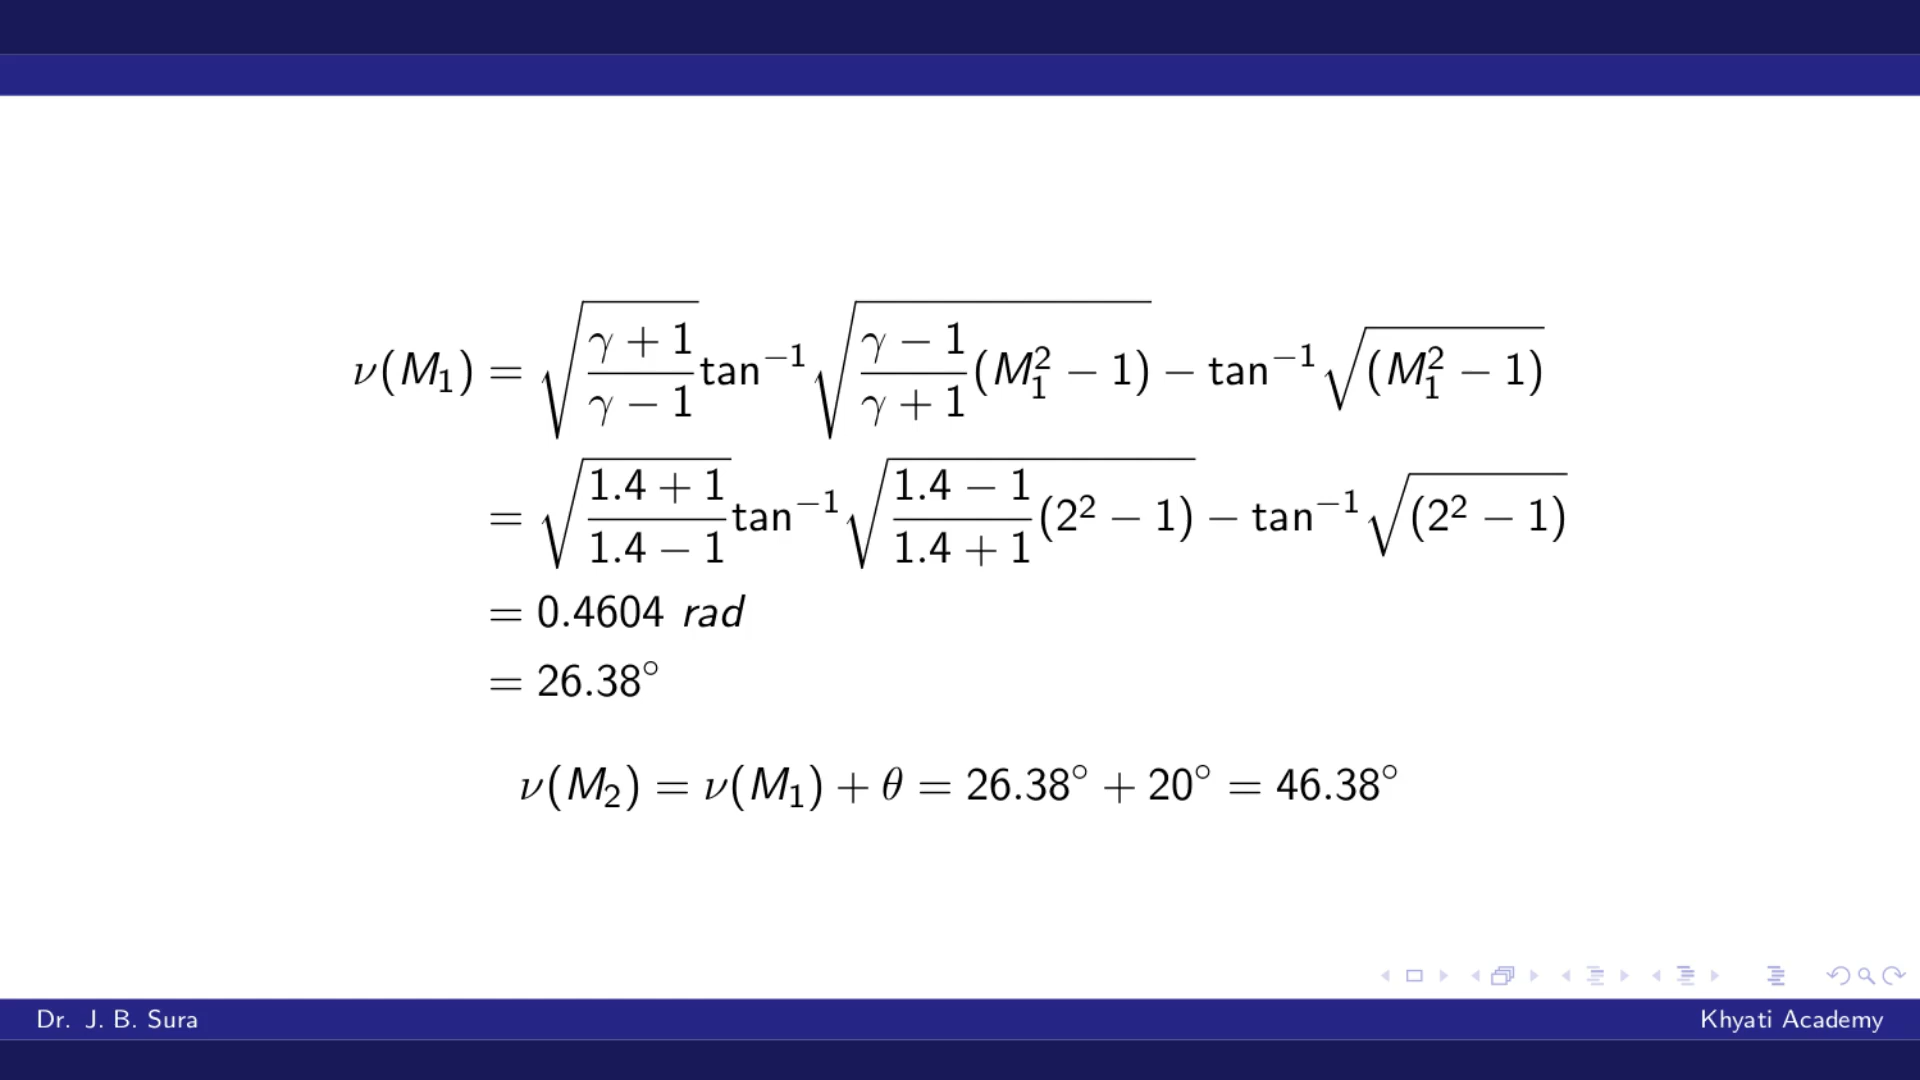 ν(M₁) = √((γ + 1)/(γ − 1)) tan⁻¹ √((γ − 1)/(γ + 1) (M₁² − 1)) − tan⁻¹ √((M₁² − 1))
= √((1.4 + 1)/(1.4 − 1)) tan⁻¹ √((1.4 − 1)/(1.4 + 1) (2² − 1)) − tan⁻¹ √((2² − 1))
= 0.4604 rad
= 26.38°
ν(M₂) = ν(M₁) + θ = 26.38° + 20° = 46.38°
Dr. J. B. Sura
Khyati Academy